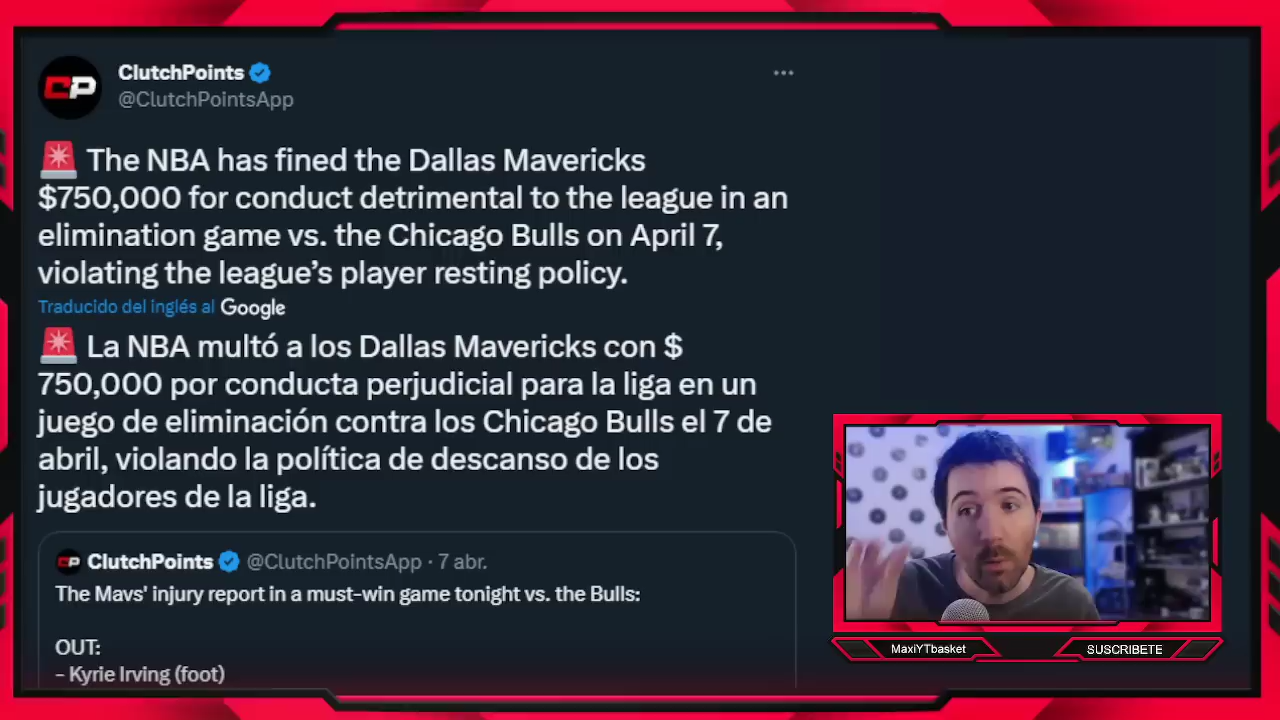 CP
ClutchPoints
@ClutchPointsApp
🚨 The NBA has fined the Dallas Mavericks
$750,000 for conduct detrimental to the league in an
elimination game vs. the Chicago Bulls on April 7,
violating the league’s player resting policy.
Traducido del inglés al Google
🚨 La NBA multó a los Dallas Mavericks con $
750,000 por conducta perjudicial para la liga en un
juego de eliminación contra los Chicago Bulls el 7 de
abril, violando la política de descanso de los
jugadores de la liga.
CP ClutchPoints @ClutchPointsApp · 7 abr.
The Mavs' injury report in a must-win game tonight vs. the Bulls:
OUT:
– Kyrie Irving (foot)
MaxiYTbasket
SUSCRIBETE